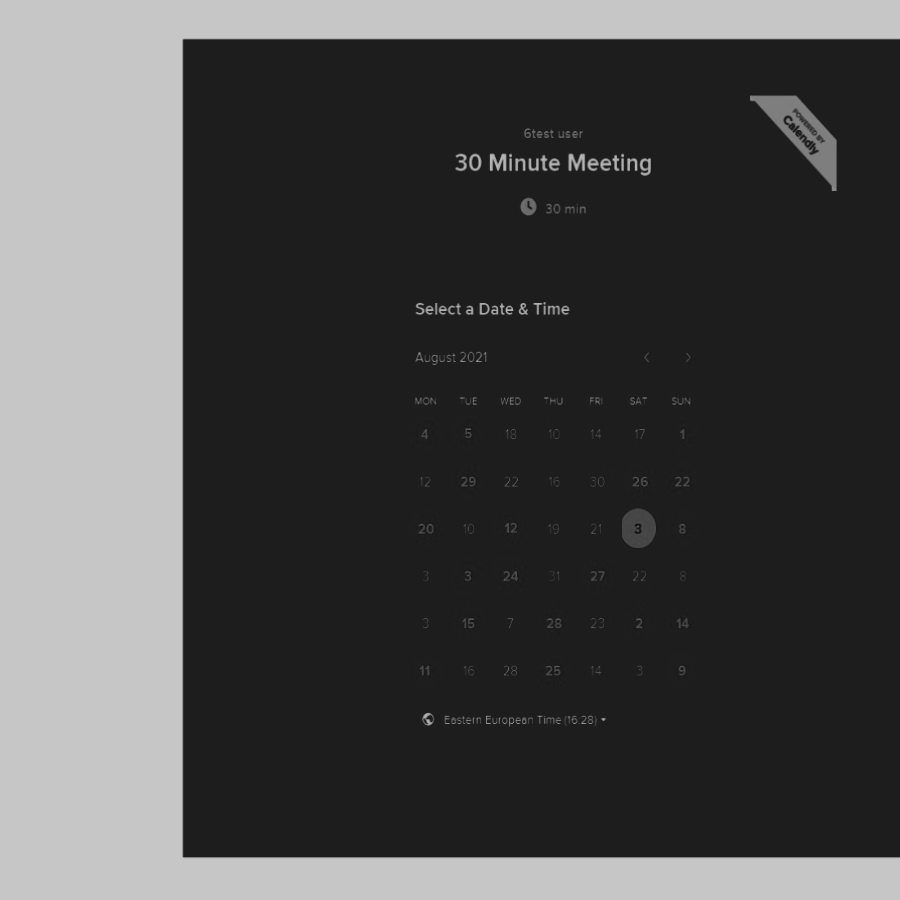 POWERED BY
Calendly
6test user
30 Minute Meeting
30 min
Select a Date & Time
August 2021
MON TUE WED THU FRI SAT SUN
4 5 18 10 14 17 1
12 29 22 16 30 26 22
20 10 12 19 21 3 8
3 3 24 31 27 22 8
3 15 7 28 23 2 14
11 16 28 25 14 3 9
Eastern European Time (16:28)